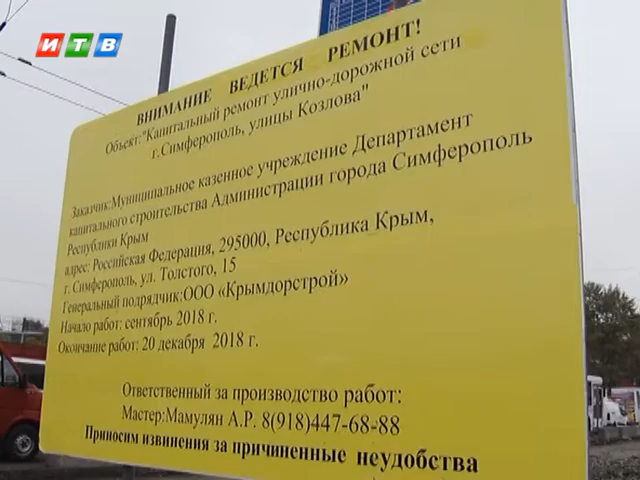 ИТВ
ВНИМАНИЕ ВЕДЕТСЯ РЕМОНТ!
Объект:"Капитальный ремонт улично-дорожной сети
г.Симферополь, улицы Козлова"
Заказчик:Муниципальное казенное учреждение Департамент
капитального строительства Администрации города Симферополь
Республики Крым
адрес: Российская Федерация, 295000, Республика Крым,
г. Симферополь, ул. Толстого, 15
Генеральный подрядчик:ООО «Крымдорстрой»
Начало работ: сентябрь 2018 г.
Окончание работ: 20 декабря 2018 г.
Ответственный за производство работ:
Мастер:Мамулян А.Р. 8(918)447-68-88
Приносим извинения за причиненные неудобства